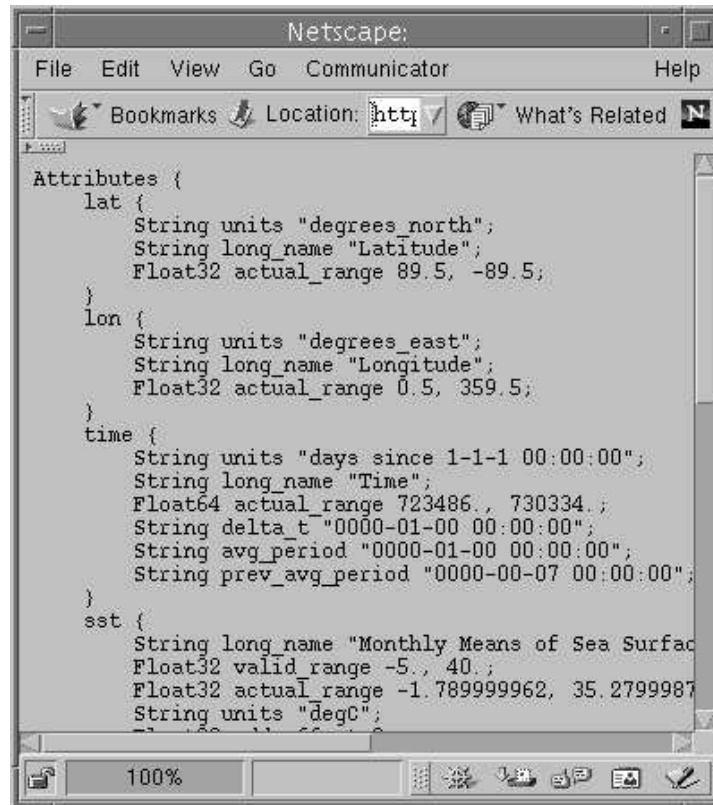 Netscape:
File Edit View Go Communicator Help
Bookmarks Location: http What's Related N
Attributes {
    lat {
        String units "degrees_north";
        String long_name "Latitude";
        Float32 actual_range 89.5, -89.5;
    }
    lon {
        String units "degrees_east";
        String long_name "Longitude";
        Float32 actual_range 0.5, 359.5;
    }
    time {
        String units "days since 1-1-1 00:00:00";
        String long_name "Time";
        Float64 actual_range 723486., 730334.;
        String delta_t "0000-01-00 00:00:00";
        String avg_period "0000-01-00 00:00:00";
        String prev_avg_period "0000-00-07 00:00:00";
    }
    sst {
        String long_name "Monthly Means of Sea Surfac
        Float32 valid_range -5., 40.;
        Float32 actual_range -1.789999962, 35.2799987
        String units "degC";
100%